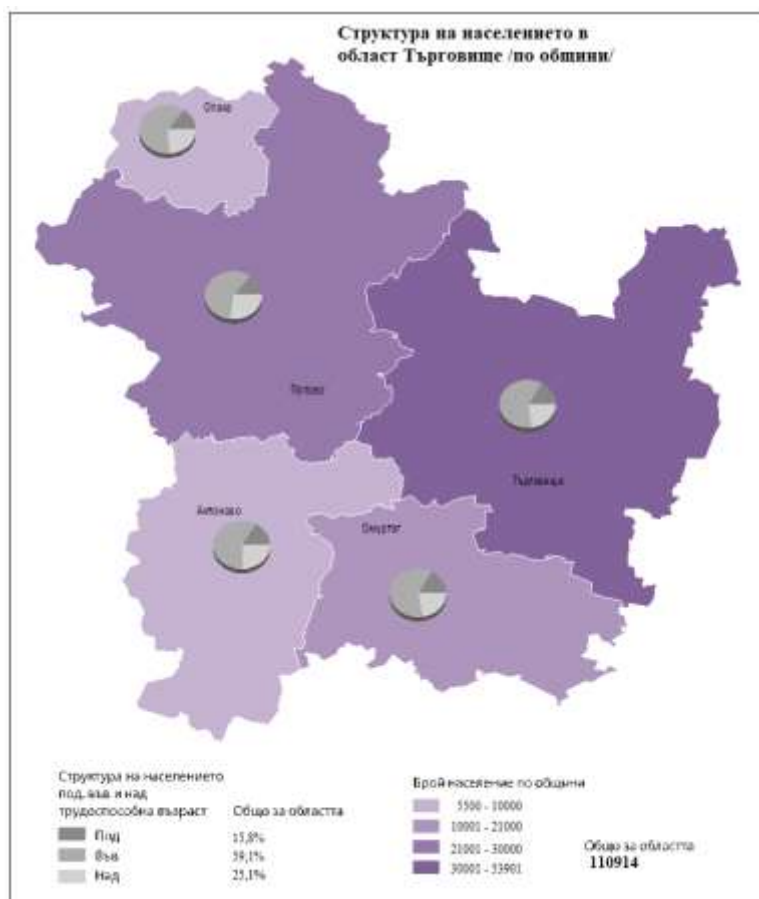 Структура на населението в
област Търговище /по общини/
Опака
Попово
Търговище
Антоново
Омуртаг
Структура на населението
под, във и над
трудоспособна възраст
Общо за областта
Под 15,8%
Във 59,1%
Над 25,1%
Брой население по общини
5500 - 10000
10001 - 21000
21001 - 30000
30001 - 53901
Общо за областта
110914